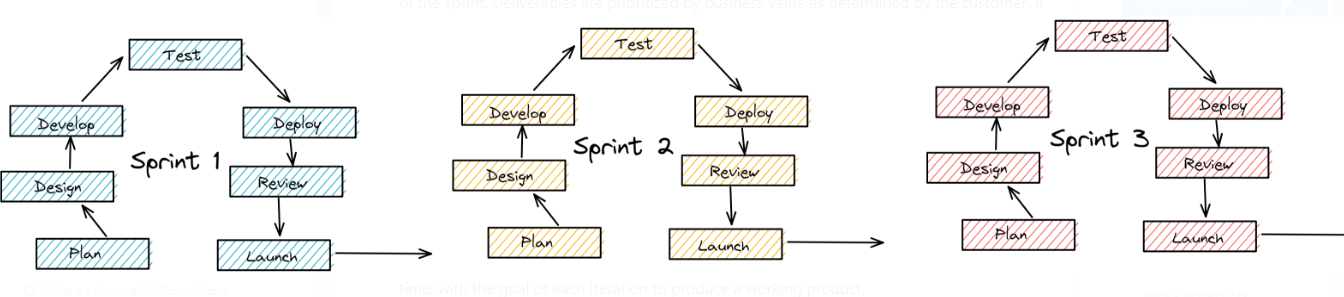 of the sprint. Deliverables are prioritized by business value as determined by the customer. If
Test
Develop
Deploy
Sprint 1
Design
Review
Plan
Launch
Test
Develop
Deploy
Sprint 2
Design
Review
Plan
Launch
Test
Develop
Deploy
Sprint 3
Design
Review
Plan
Launch
time, with the goal of each iteration to produce a working product.